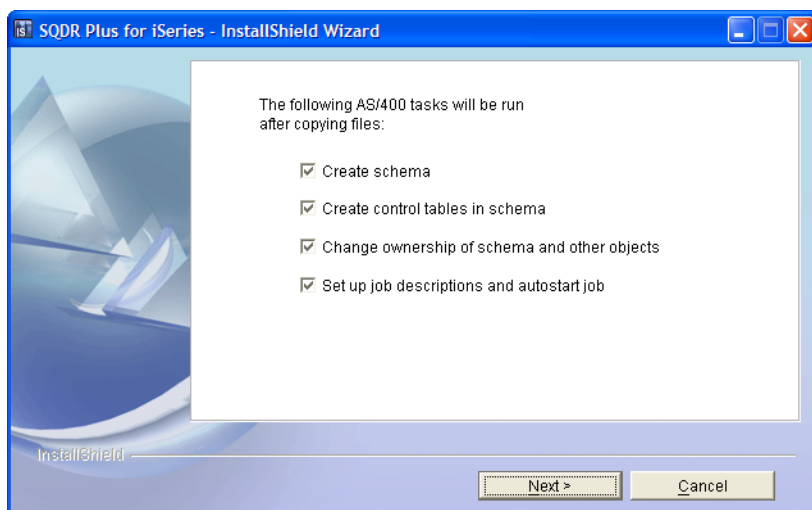 SQDR Plus for iSeries - InstallShield Wizard
The following AS/400 tasks will be run
after copying files:
Create schema
Create control tables in schema
Change ownership of schema and other objects
Set up job descriptions and autostart job
InstallShield
Next >
Cancel